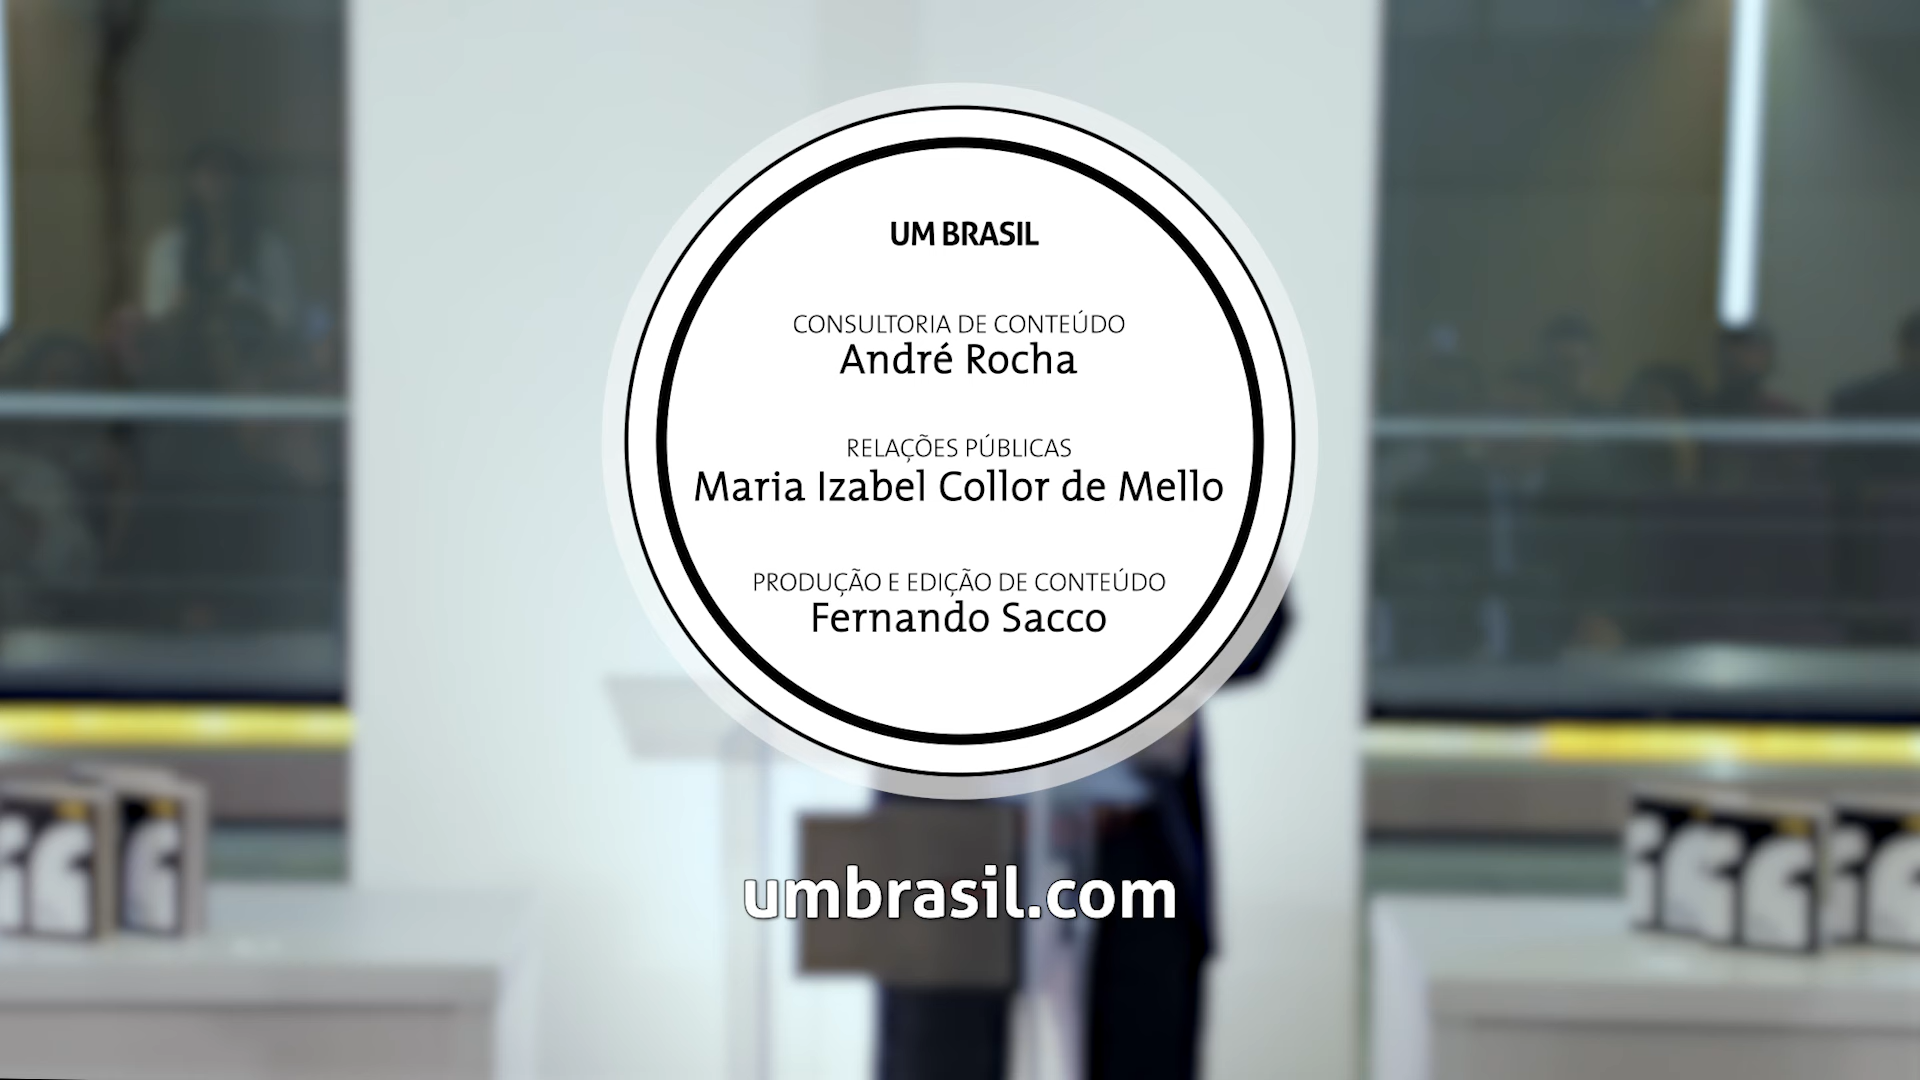 UM BRASIL
CONSULTORIA DE CONTEÚDO
André Rocha
RELAÇÕES PÚBLICAS
Maria Izabel Collor de Mello
PRODUÇÃO E EDIÇÃO DE CONTEÚDO
Fernando Sacco
umbrasil.com